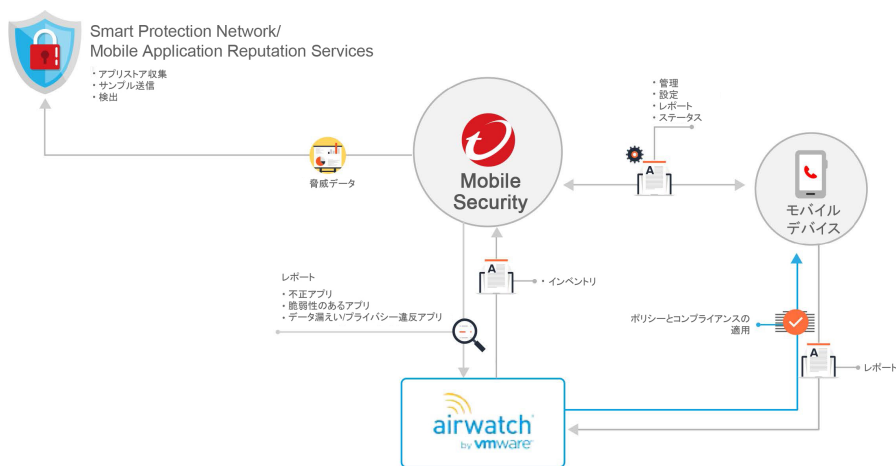 Smart Protection Network/
Mobile Application Reputation Services
・アプリストア収集
・サンプル送信
・検出
・管理
・設定
・レポート
・ステータス
脅威データ
Mobile
Security
A
モバイル
デバイス
レポート
・不正アプリ
・脆弱性のあるアプリ
・データ漏えい/プライバシー違反アプリ
A
・インベントリ
ポリシーとコンプライアンスの
適用
A
レポート
airwatch
by vmware